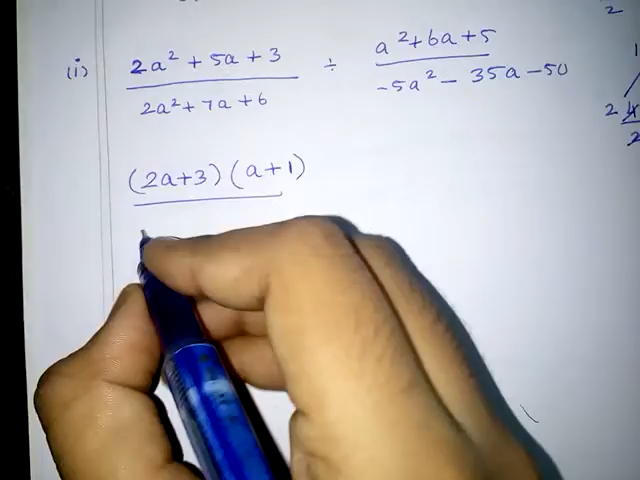 (i) 2a² + 5a + 3 / 2a² + 7a + 6 ÷ a² + 6a + 5 / -5a² - 35a - 50
(2a+3) (a+1)